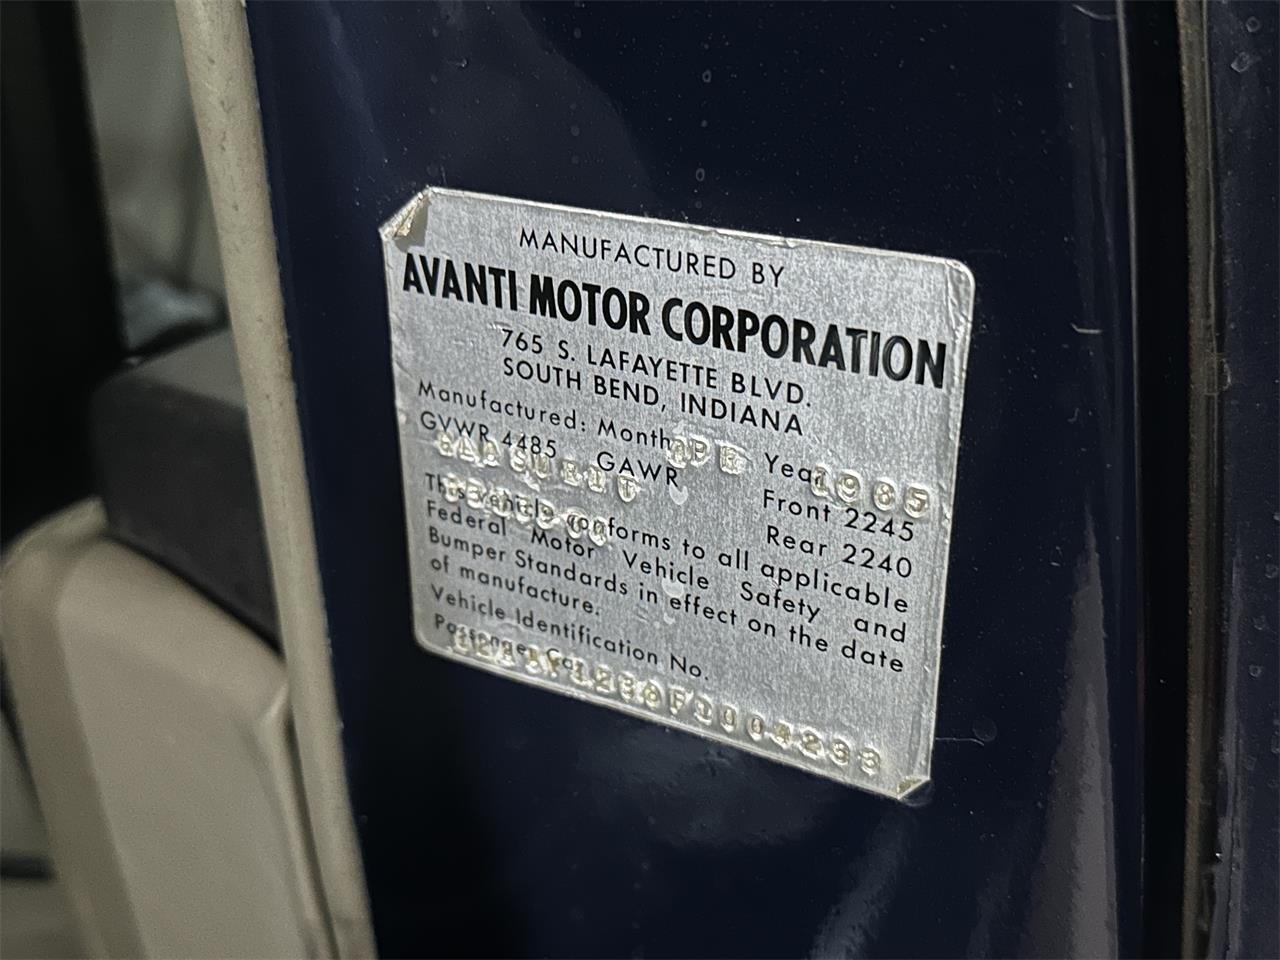 MANUFACTURED BY
AVANTI MOTOR CORPORATION
765 S. LAFAYETTE BLVD.
SOUTH BEND, INDIANA
Manufactured: Month Year 1985
GVWR 4485 GAWR Front 2245
Rear 2240
This vehicle conforms to all applicable
Federal Motor Vehicle Safety and
Bumper Standards in effect on the date
of manufacture.
Vehicle Identification No.
Passenger Car